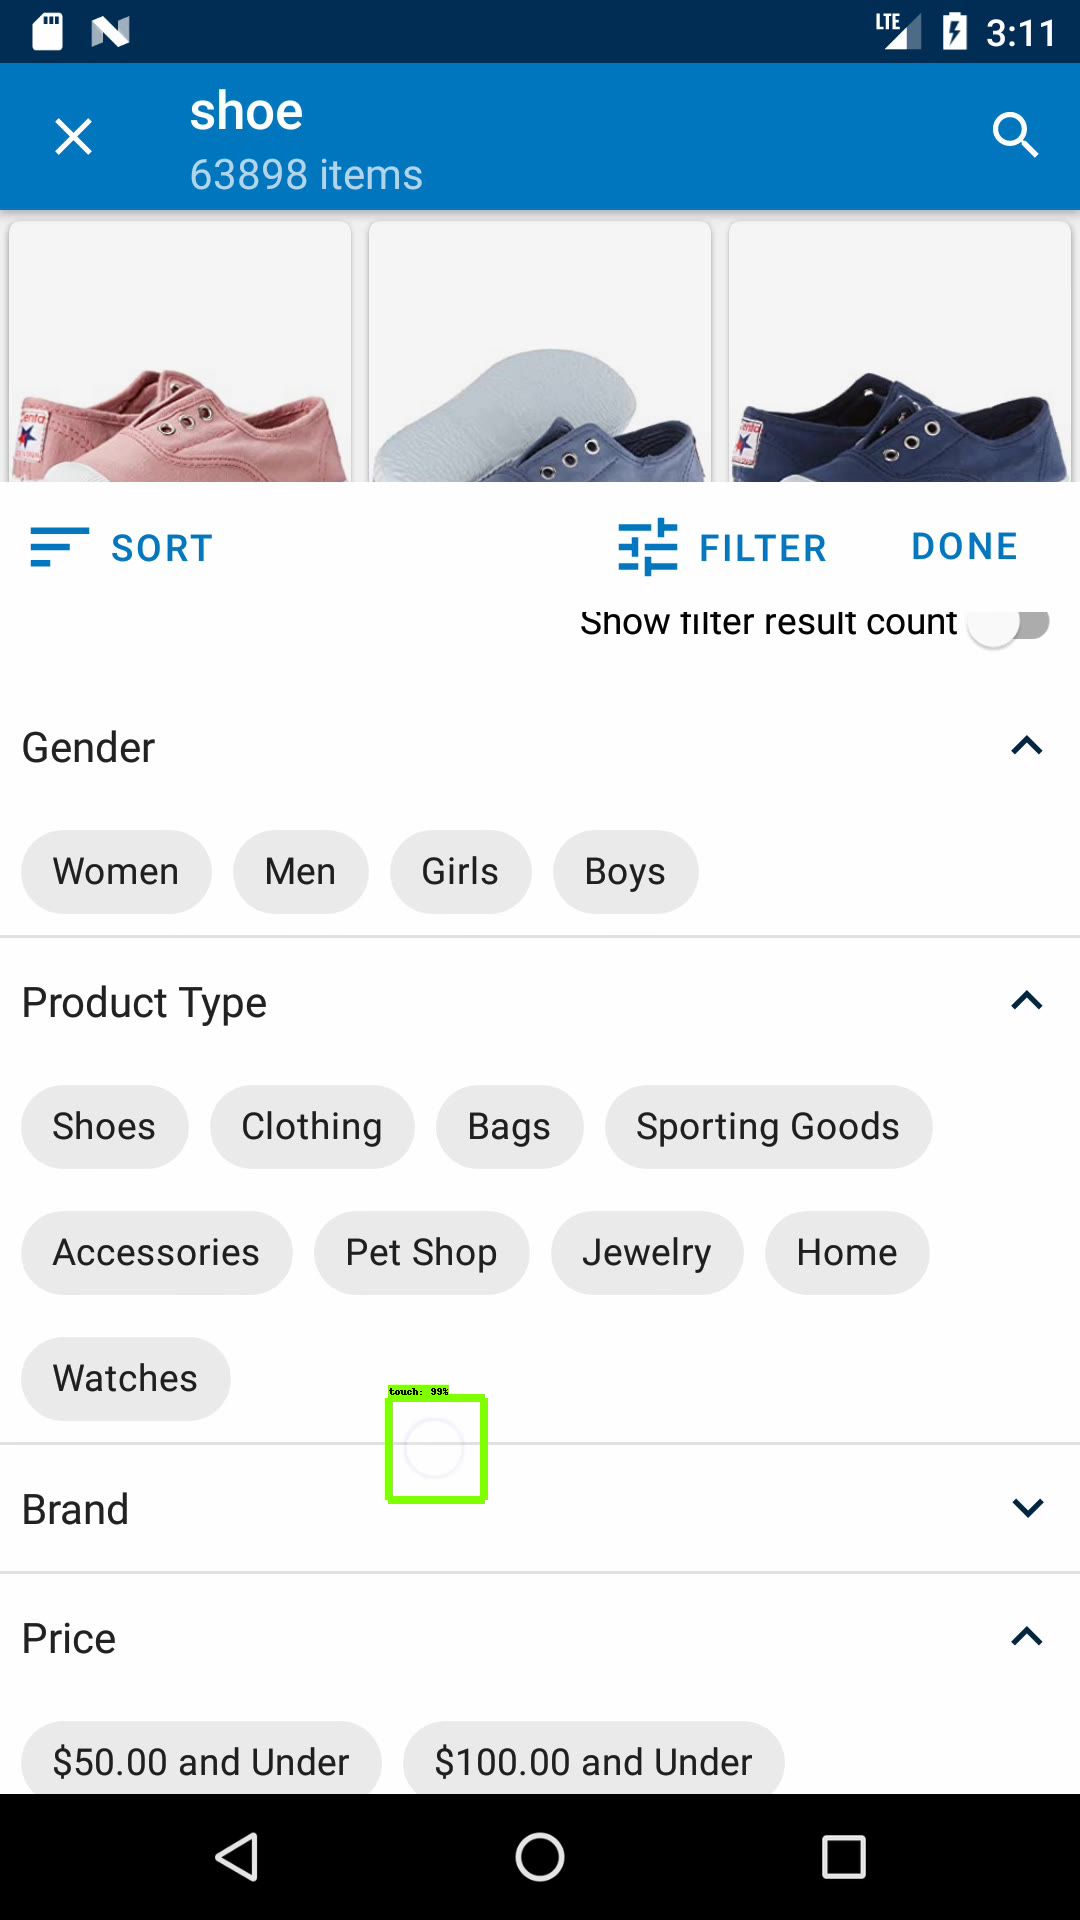 LTE 3:11
shoe
63898 items
SORT FILTER DONE
Show filter result count
Gender
Women Men Girls Boys
Product Type
Shoes Clothing Bags Sporting Goods
Accessories Pet Shop Jewelry Home
Watches
touch: 99%
Brand
Price
$50.00 and Under $100.00 and Under